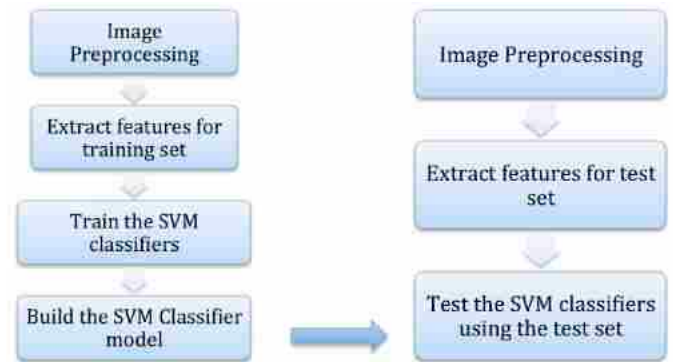 Image
Preprocessing
Extract features for
training set
Train the SVM
classifiers
Build the SVM Classifier
model
Image Preprocessing
Extract features for test
set
Test the SVM classifiers
using the test set